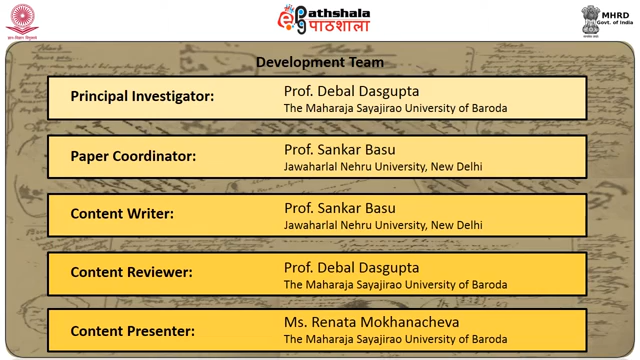 Pathshala
पाठशाला
MHRD
Govt. of India
Development Team
Principal Investigator:
Prof. Debal Dasgupta
The Maharaja Sayajirao University of Baroda
Paper Coordinator:
Prof. Sankar Basu
Jawaharlal Nehru University, New Delhi
Content Writer:
Prof. Sankar Basu
Jawaharlal Nehru University, New Delhi
Content Reviewer:
Prof. Debal Dasgupta
The Maharaja Sayajirao University of Baroda
Content Presenter:
Ms. Renata Mokhanacheva
The Maharaja Sayajirao University of Baroda